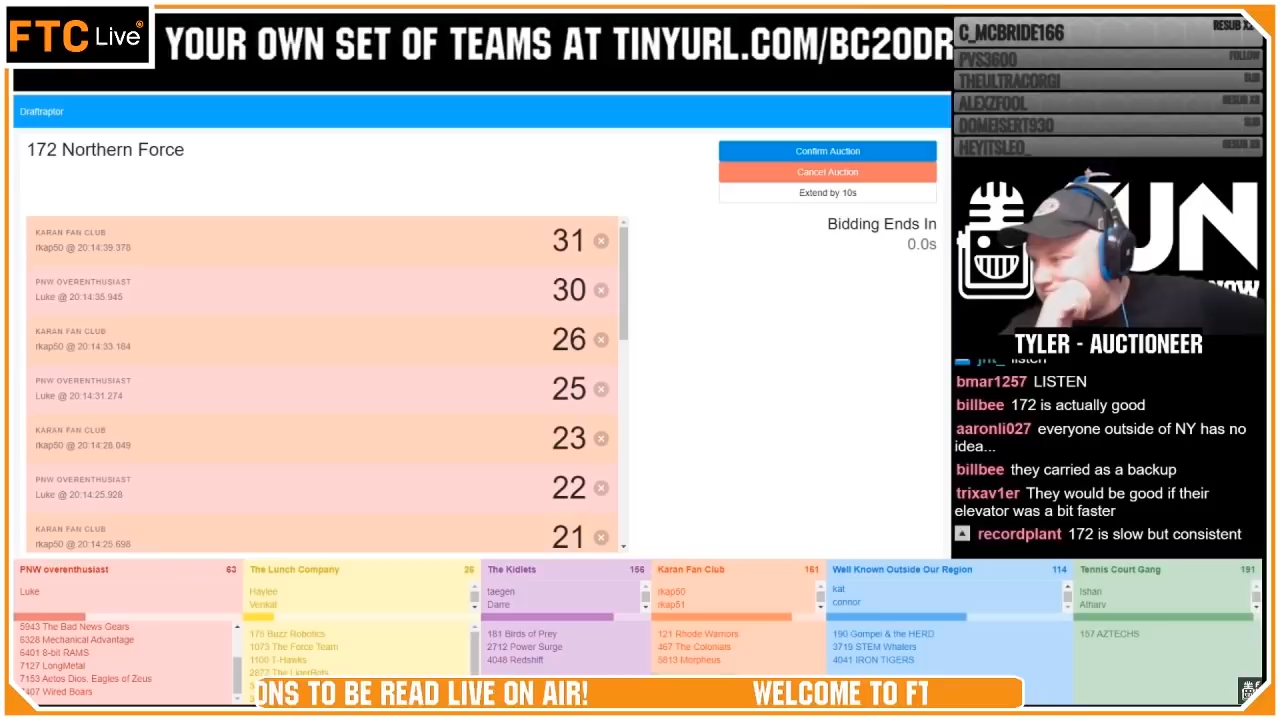 FTC Live
YOUR OWN SET OF TEAMS AT TINYURL.COM/BC20DR
C_MCBRIDE166
PVS3600 FOLLOW
THEULTRACORGI SUB
ALEXZFOOL
DOMEISERT930 SUB
HEYITSLEO_
Draftraptor
172 Northern Force
Confirm Auction
Cancel Auction
Extend by 10s
Bidding Ends In
0.0s
KARAN FAN CLUB
rkap50 @ 20:14:39.378
31
PNW OVERENTHUSIAST
Luke @ 20:14:35.945
30
KARAN FAN CLUB
rkap50 @ 20:14:33.184
26
PNW OVERENTHUSIAST
Luke @ 20:14:31.274
25
KARAN FAN CLUB
rkap50 @ 20:14:28.049
23
PNW OVERENTHUSIAST
Luke @ 20:14:25.928
22
KARAN FAN CLUB
rkap50 @ 20:14:25.698
21
TYLER - AUCTIONEER
jnt_ listen
bmar1257 LISTEN
billbee 172 is actually good
aaronli027 everyone outside of NY has no
idea...
billbee they carried as a backup
trixav1er They would be good if their
elevator was a bit faster
recordplant 172 is slow but consistent
PNW overenthusiast 63
Luke
5943 The Bad News Gears
6328 Mechanical Advantage
6401 8-bit RAMS
7127 LongMetal
7153 Aetos Dios, Eagles of Zeus
7407 Wired Boars
The Lunch Company 26
Haylee
Venkat
175 Buzz Robotics
1073 The Force Team
1100 T-Hawks
2877 The LigerBots
The Kidlets 156
taegen
Darre
181 Birds of Prey
2712 Power Surge
4048 Redshift
Karan Fan Club 161
rkap50
rkap51
121 Rhode Warriors
467 The Colonials
5813 Morpheus
Well Known Outside Our Region 114
kat
connor
190 Gompei & the HERD
3719 STEM Whalers
4041 IRON TIGERS
Tennis Court Gang 191
Ishan
Atharv
157 AZTECHS
ONS TO BE READ LIVE ON AIR! WELCOME TO FT